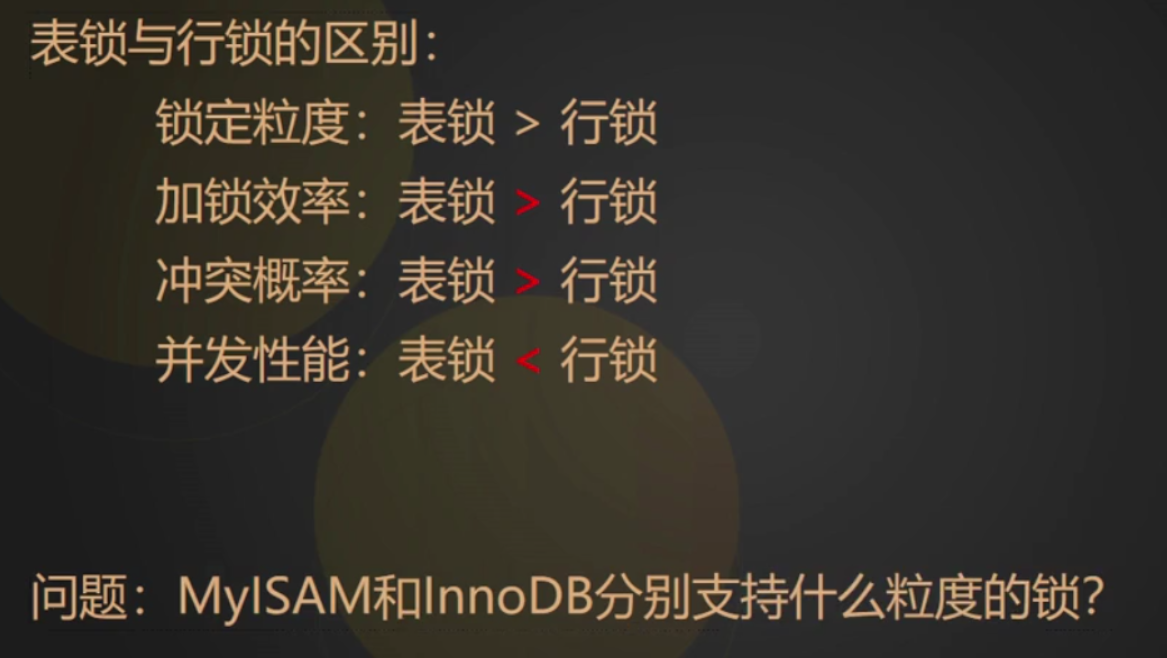 表锁与行锁的区别：
锁定粒度：表锁 > 行锁
加锁效率：表锁 > 行锁
冲突概率：表锁 > 行锁
并发性能：表锁 < 行锁
问题：MyISAM和InnoDB分别支持什么粒度的锁？